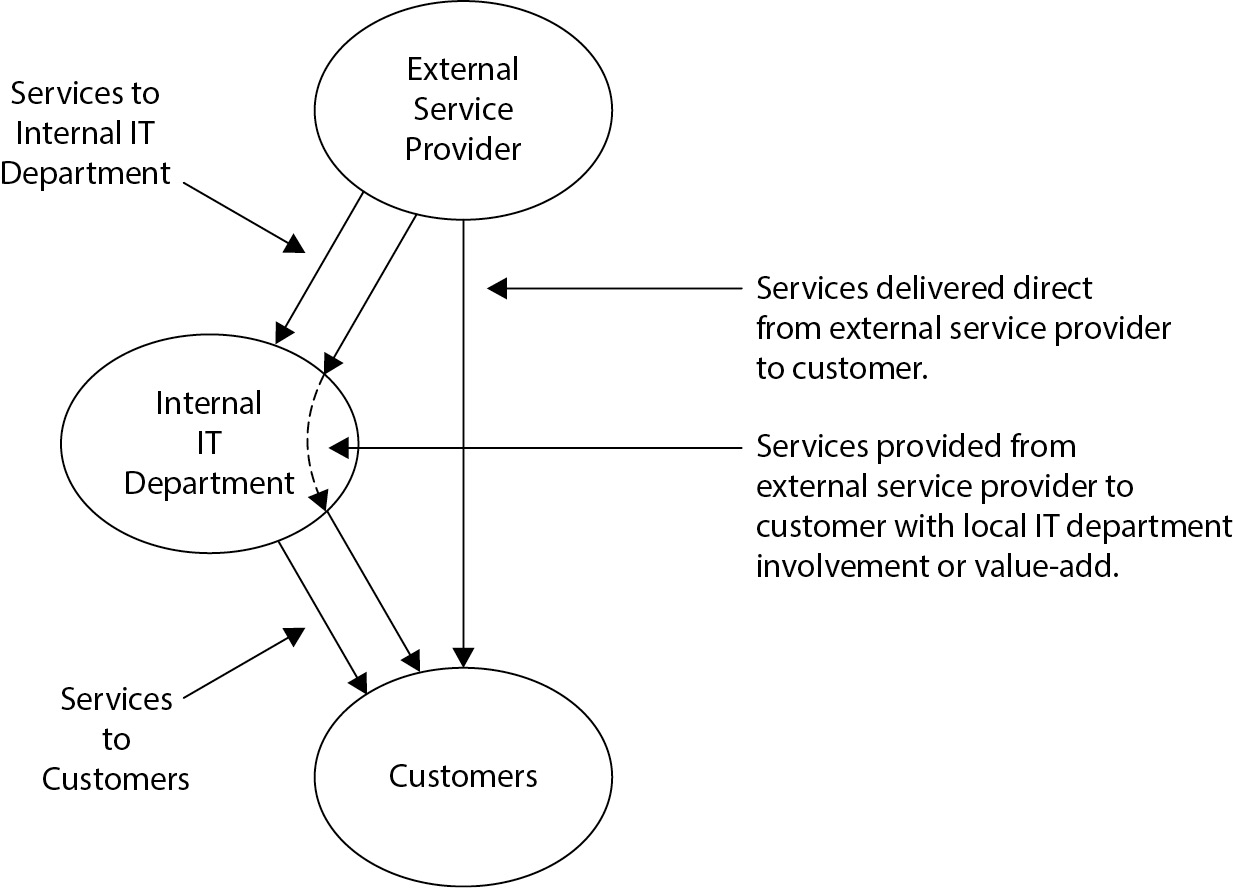 External
Service
Provider
Services to
Internal IT
Department
Services delivered direct
from external service provider
to customer.
Internal
IT
Department
Services provided from
external service provider to
customer with local IT department
involvement or value-add.
Services
to
Customers
Customers